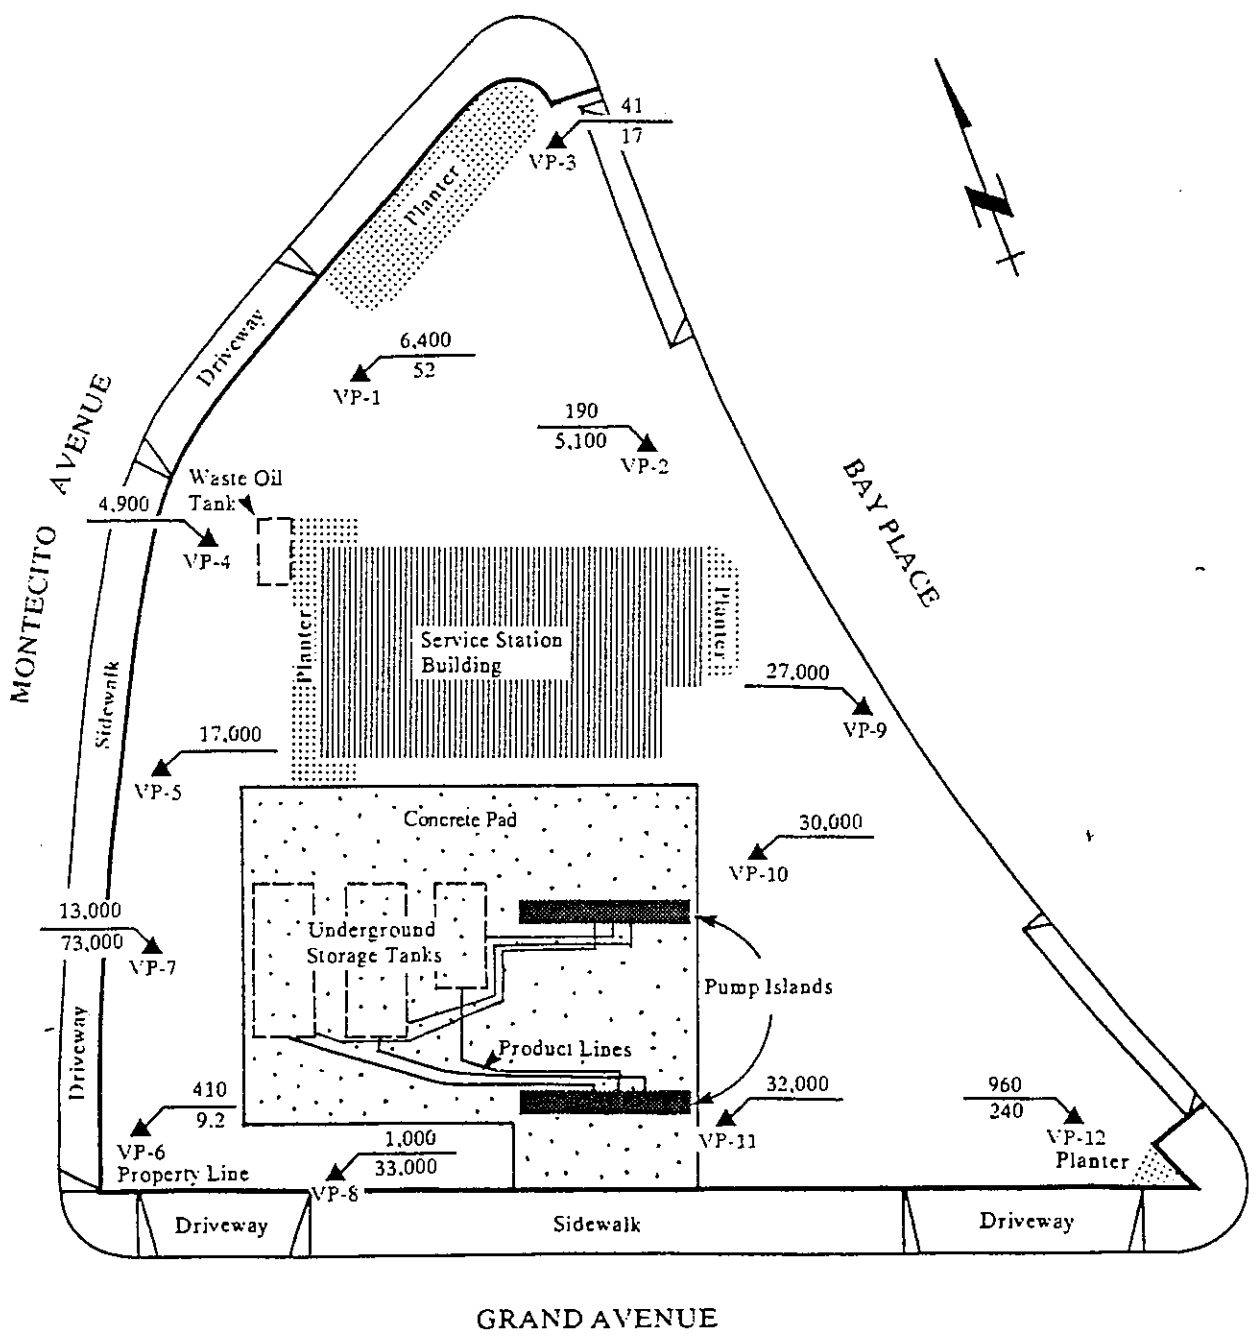 41
17
VP-3
Planter
Driveway
6,400
52
VP-1
190
5,100
VP-2
MONTECITO AVENUE
BAY PLACE
Waste Oil
Tank
4,900
VP-4
Planter
Service Station
Building
Planter
27,000
VP-9
Sidewalk
17,000
VP-5
Concrete Pad
30,000
VP-10
13,000
73,000
VP-7
Underground
Storage Tanks
Pump Islands
Product Lines
Driveway
410
9.2
VP-6
Property Line
1,000
33,000
VP-8
32,000
VP-11
960
240
VP-12
Planter
Driveway
Sidewalk
Driveway
GRAND AVENUE
N